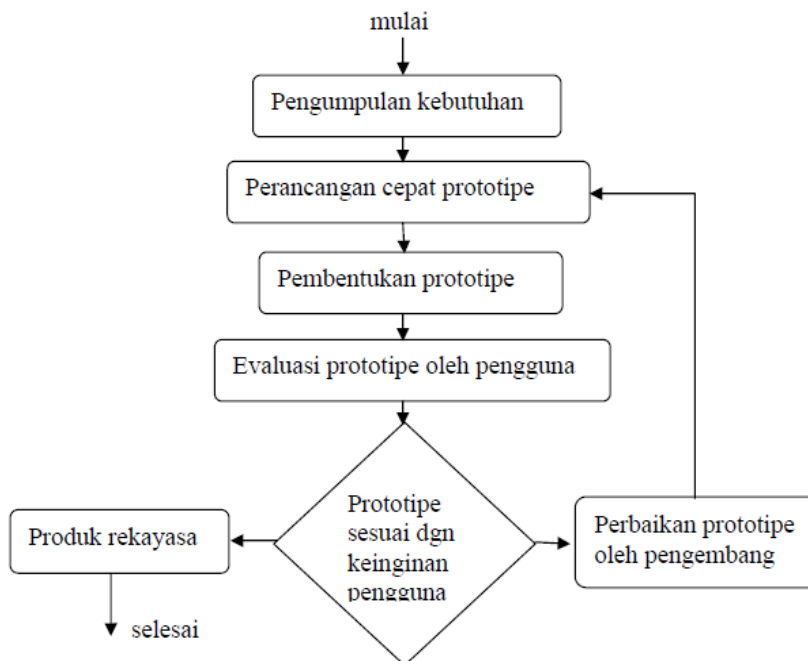 mulai
Pengumpulan kebutuhan
Perancangan cepat prototipe
Pembentukan prototipe
Evaluasi prototipe oleh pengguna
Prototipe
sesuai dgn
keinginan
pengguna
Produk rekayasa
Perbaikan prototipe
oleh pengembang
selesai